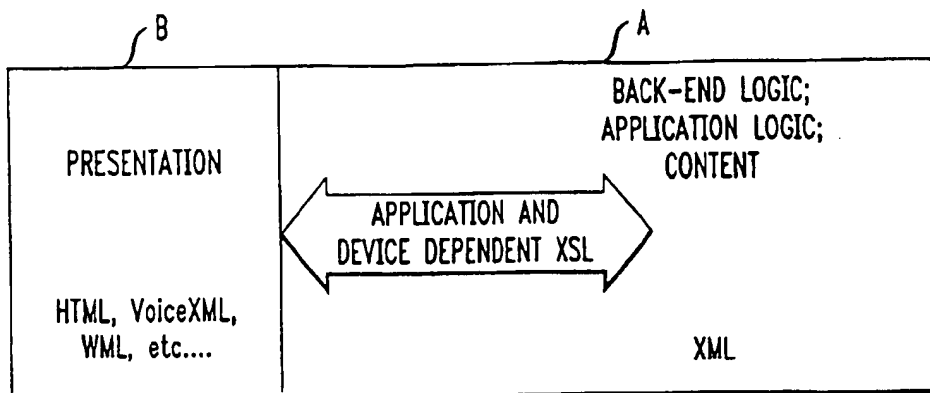 B
A
PRESENTATION
HTML, VoiceXML,
WML, etc....
BACK-END LOGIC;
APPLICATION LOGIC;
CONTENT
APPLICATION AND
DEVICE DEPENDENT XSL
XML